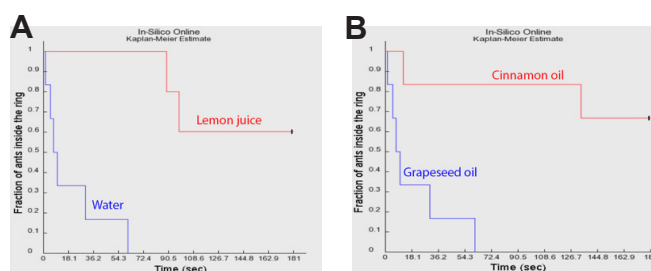 A
In-Silico Online
Kaplan-Meier Estimate
Fraction of ants inside the ring
1
0.9
0.8
0.7
0.6
0.5
0.4
0.3
0.2
0.1
0
Lemon juice
Water
0 18.1 36.2 54.3 72.4 90.5 108.6 126.7 144.8 162.9 181
Time (sec)
B
In-Silico Online
Kaplan-Meier Estimate
Fraction of ants inside the ring
1
0.9
0.8
0.7
0.6
0.5
0.4
0.3
0.2
0.1
0
Cinnamon oil
Grapeseed oil
0 18.1 36.2 54.3 72.4 90.5 108.6 126.7 144.8 162.9 18
Time (sec)